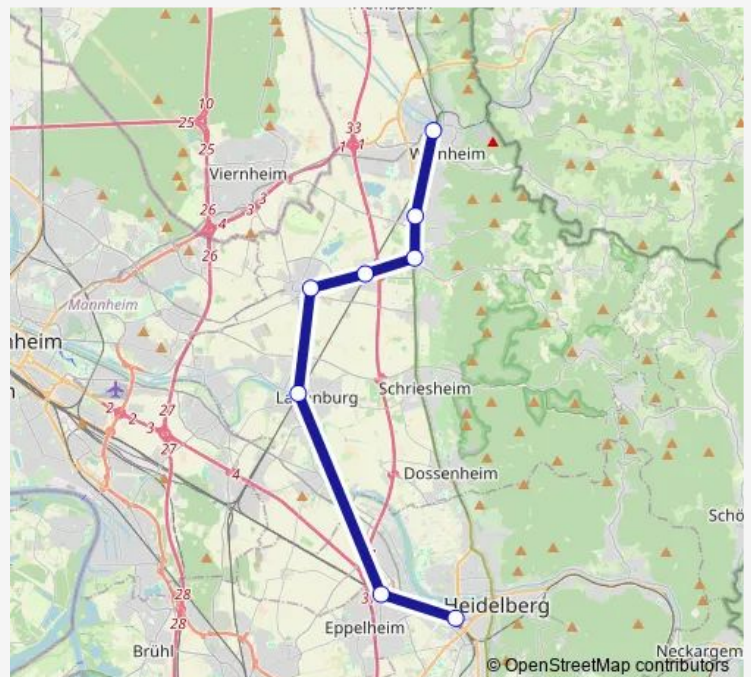 10
25
25
33
1 1
Viernheim
26
4
3
3
26
Mannheim
nheim
Schriesheim
2
2
3
27
27
4
Dossenheim
Schö
3
Heidelberg
Eppelheim
28
28
Brühl
Neckargem
© OpenStreetMap contributors